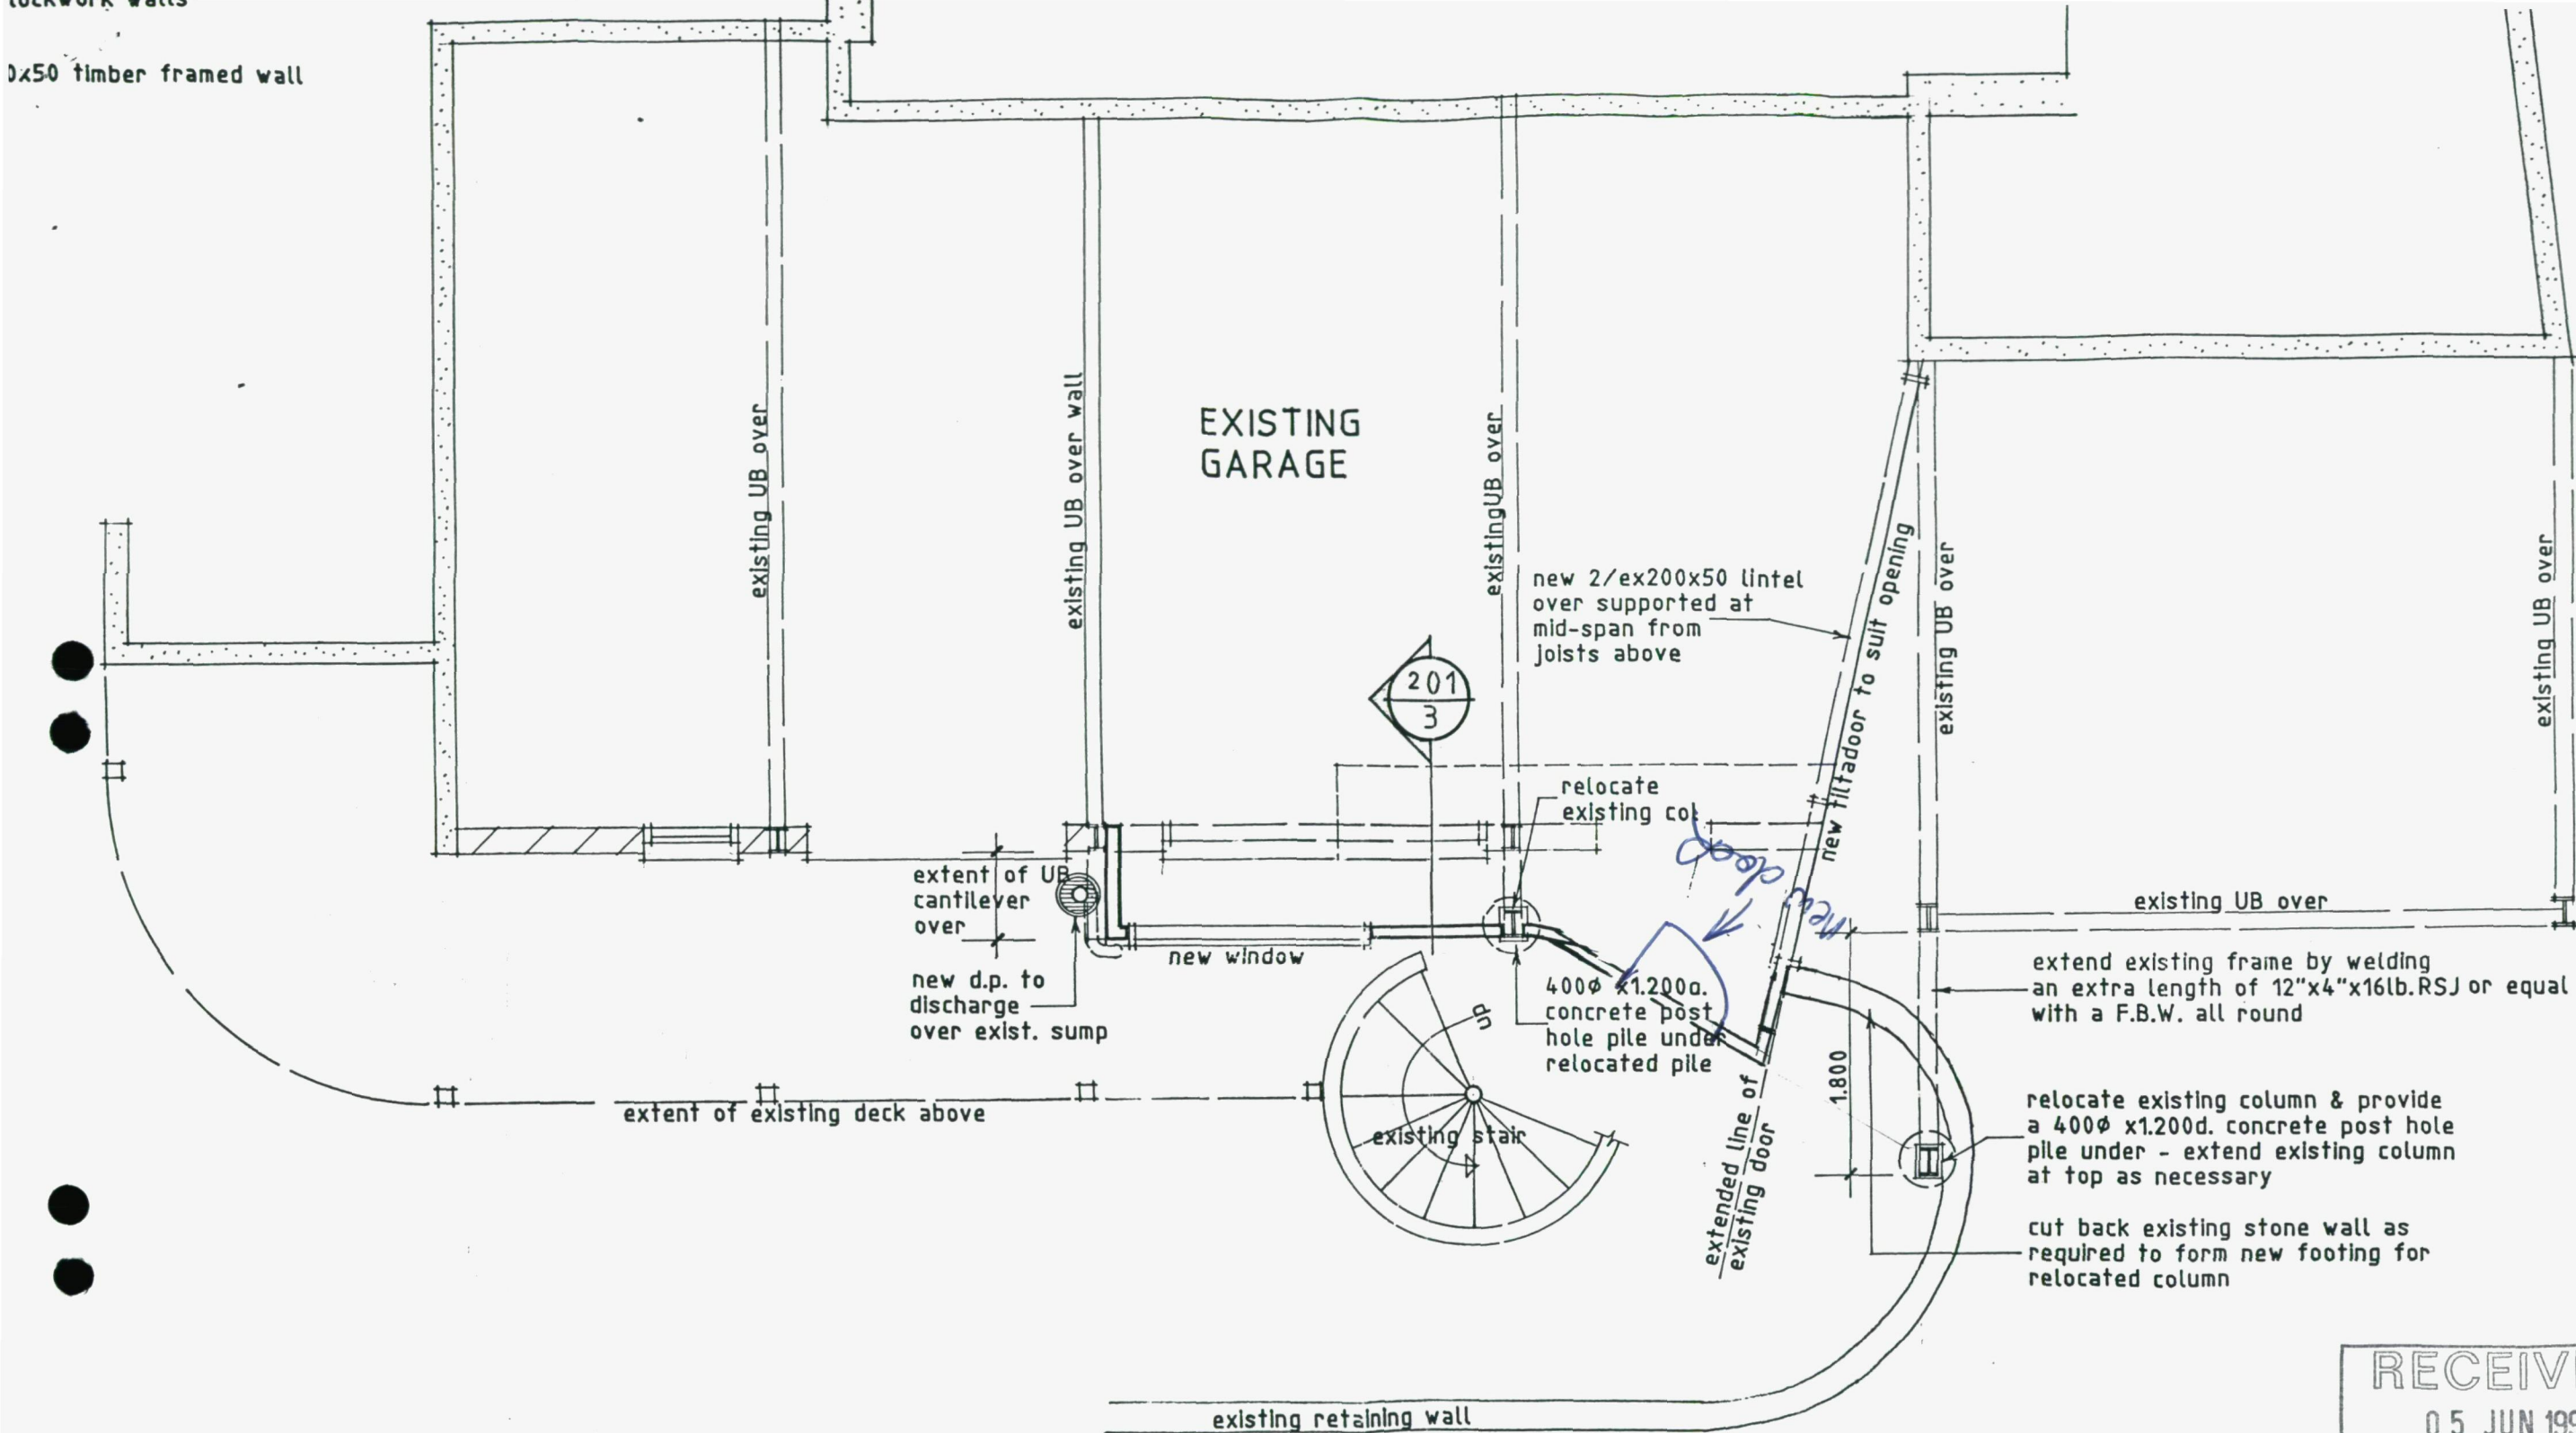 0x50 timber framed wall
existing UB over
existing UB over wall
EXISTING
GARAGE
existing UB over
new 2/ex200x50 lintel
over supported at
mid-span from
joists above
new tiltadoor to suit opening
existing UB over
existing UB over
201
3
relocate
existing col.
new door
existing UB over
extent of UB
cantilever
over
new window
new d.p. to
discharge
over exist. sump
400ø x1.200d.
concrete post
hole pile under
relocated pile
up
existing stair
extent of existing deck above
extended line of
existing door
1.800
extend existing frame by welding
an extra length of 12"x4"x16lb.RSJ or equal
with a F.B.W. all round
relocate existing column & provide
a 400ø x1.200d. concrete post hole
pile under - extend existing column
at top as necessary
cut back existing stone wall as
required to form new footing for
relocated column
existing retaining wall
RECEIV
05 JUN 199